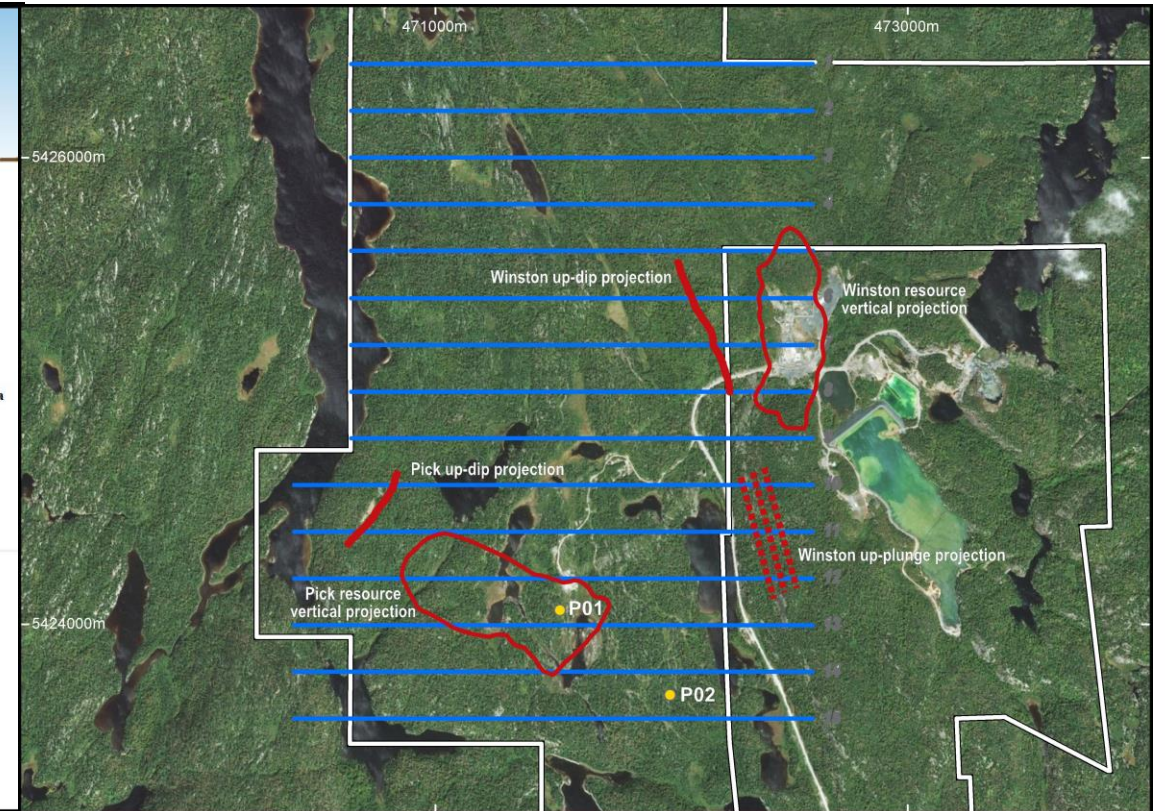 471000m
473000m
5426000m
Winston up-dip projection
Winston resource
vertical projection
a
Pick up-dip projection
Winston up-plunge projection
Pick resource
vertical projection
P01
5424000m
P02